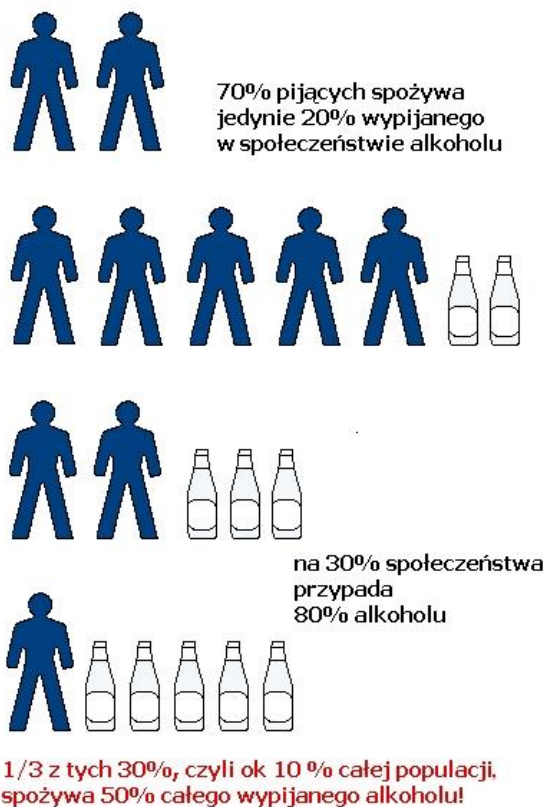 70% pijących spożywa
jedynie 20% wypijanego
w społeczeństwie alkoholu
na 30% społeczeństwa
przypada
80% alkoholu
1/3 z tych 30%, czyli ok 10 % całej populacji,
spożywa 50% całego wypijanego alkoholu!